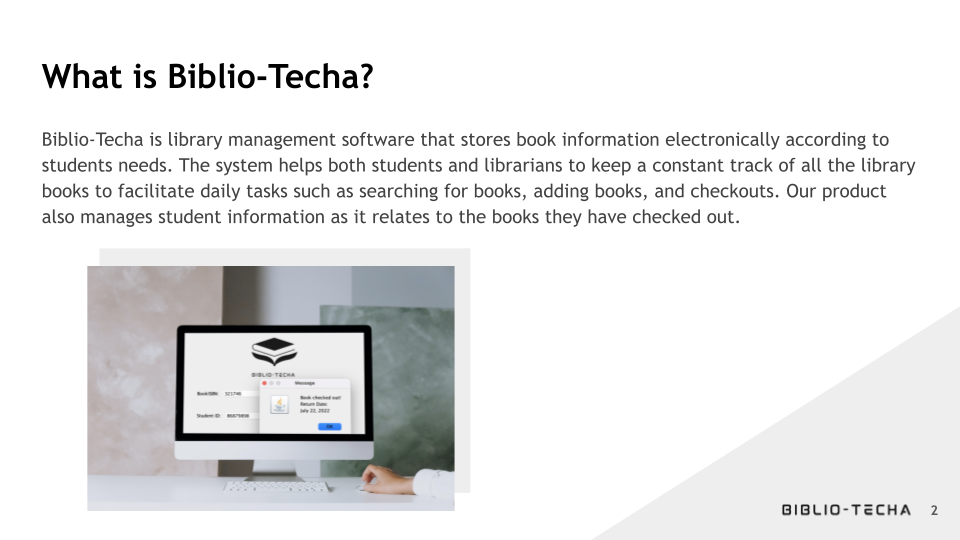 What is Biblio-Techa?
Biblio-Techa is library management software that stores book information electronically according to
students needs. The system helps both students and librarians to keep a constant track of all the library
books to facilitate daily tasks such as searching for books, adding books, and checkouts. Our product
also manages student information as it relates to the books they have checked out.
BIBLIO-TECHA
Message
Book ISBN: 321748
Book checked out!
Return Date:
July 22, 2022
Student ID:
OK
BIBLIO-TECHA 2